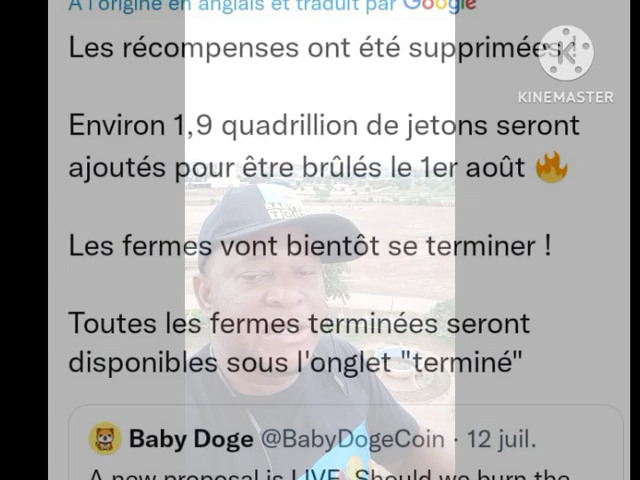 A l'origine en anglais et traduit par Google
Les récompenses ont été supprimées !
KINEMASTER
Environ 1,9 quadrillion de jetons seront
ajoutés pour être brûlés le 1er août 🔥
Les fermes vont bientôt se terminer !
Toutes les fermes terminées seront
disponibles sous l'onglet "terminé"
Baby Doge @BabyDogeCoin · 12 juil.
A new proposal is LIVE. Should we burn the